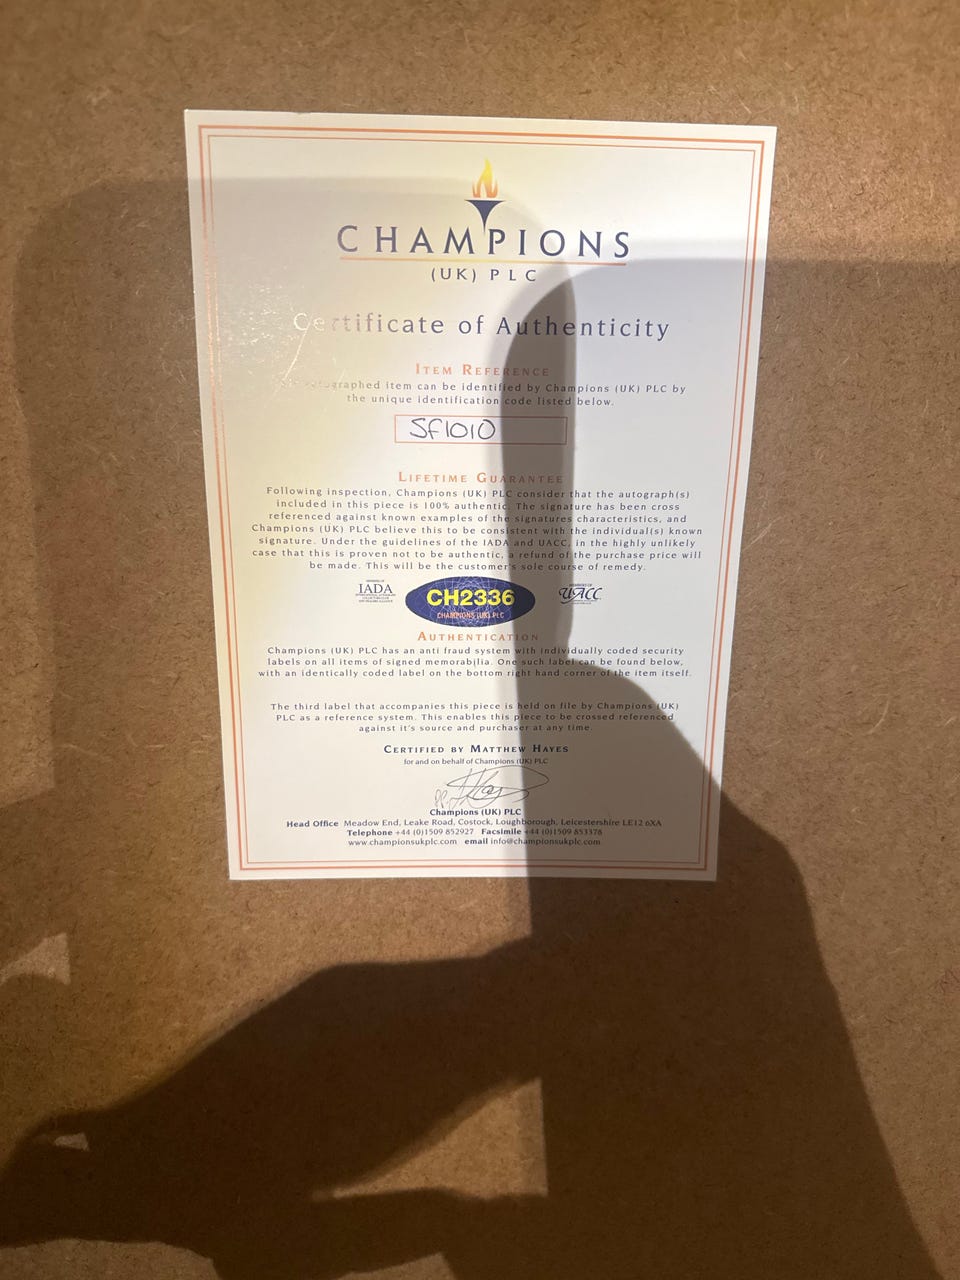 CHAMPIONS
(UK) PLC
Certificate of Authenticity
ITEM REFERENCE
autographed item can be identified by Champions (UK) PLC by
the unique identification code listed below.
SF1010
LIFETIME GUARANTEE
Following inspection, Champions (UK) PLC consider that the autograph(s)
included in this piece is 100% authentic. The signature has been cross
referenced against known examples of the signatures characteristics, and
Champions (UK) PLC believe this to be consistent with the individual(s) known
signature. Under the guidelines of the IADA and UACC, in the highly unlikely
case that this is proven not to be authentic, a refund of the purchase price will
be made. This will be the customer's sole course of remedy.
MEMBERS OF
IADA
CH2336
CHAMPIONS (UK) PLC
MEMBERS OF
UACC
AUTHENTICATION
Champions (UK) PLC has an anti fraud system with individually coded security
labels on all items of signed memorabilia. One such label can be found below,
with an identically coded label on the bottom right hand corner of the item itself.
The third label that accompanies this piece is held on file by Champions (UK)
PLC as a reference system. This enables this piece to be crossed referenced
against it's source and purchaser at any time.
CERTIFIED BY MATTHEW HAYES
for and on behalf of Champions (UK) PLC
Champions (UK) PLC
Head Office Meadow End, Leake Road, Costock, Loughborough, Leicestershire LE12 6XA
Telephone +44 (0)1509 852927 Facsimile +44 (0)1509 853378
www.championsukplc.com email info@championsukplc.com